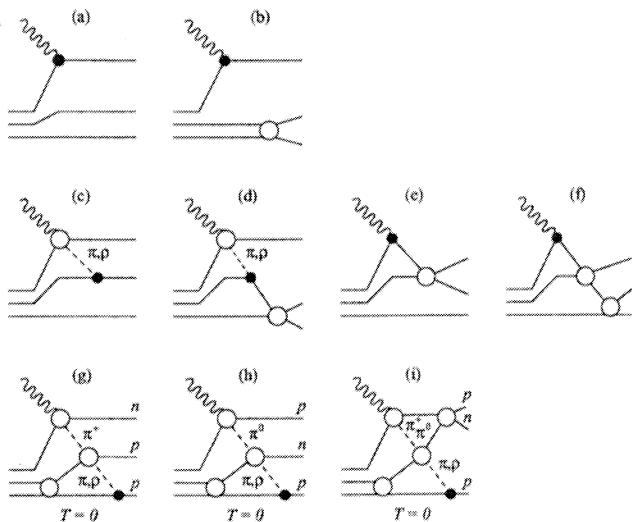 (a) (b)
(c) (d) (e) (f)
π,ρ π,ρ
(g) (h) (i)
n p p
π⁺ π⁰ π⁺ π⁰ n
p n
π,ρ π,ρ π,ρ
p p p
T = 0 T = 0 T = 0